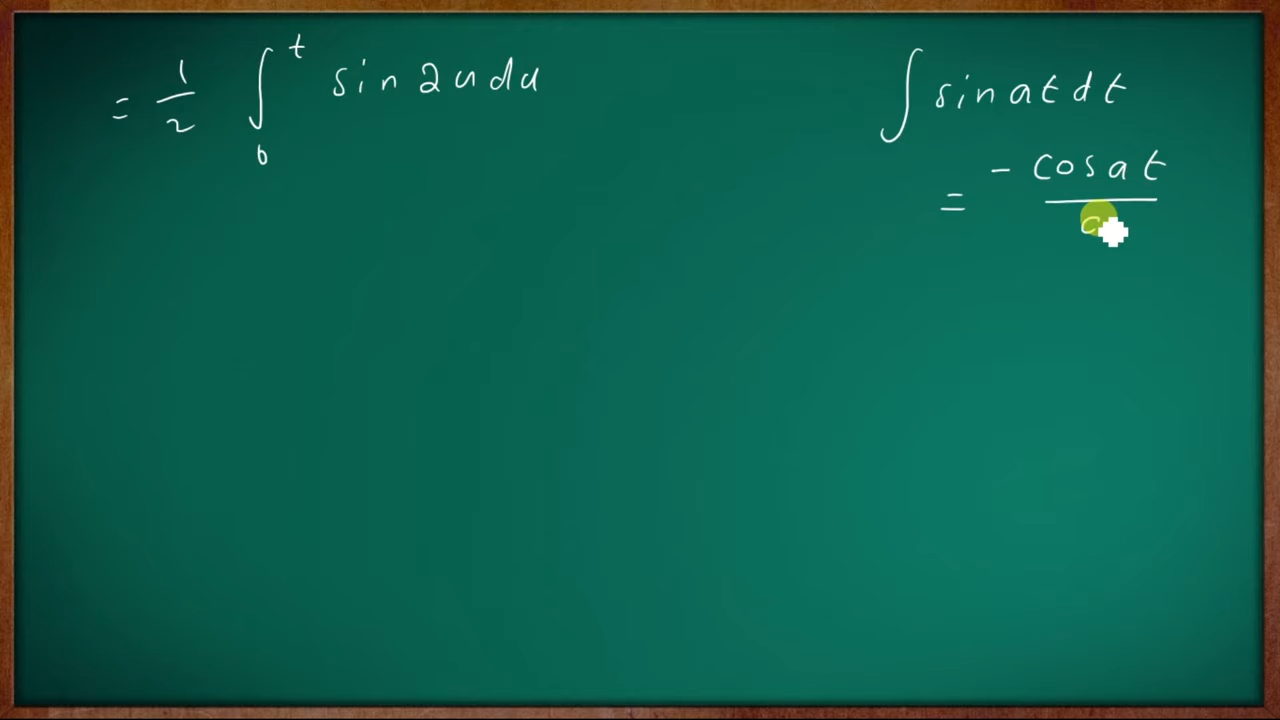 = 1/2 ∫₀ᵗ sin 2u du
∫ sin at dt
= - cos at / a